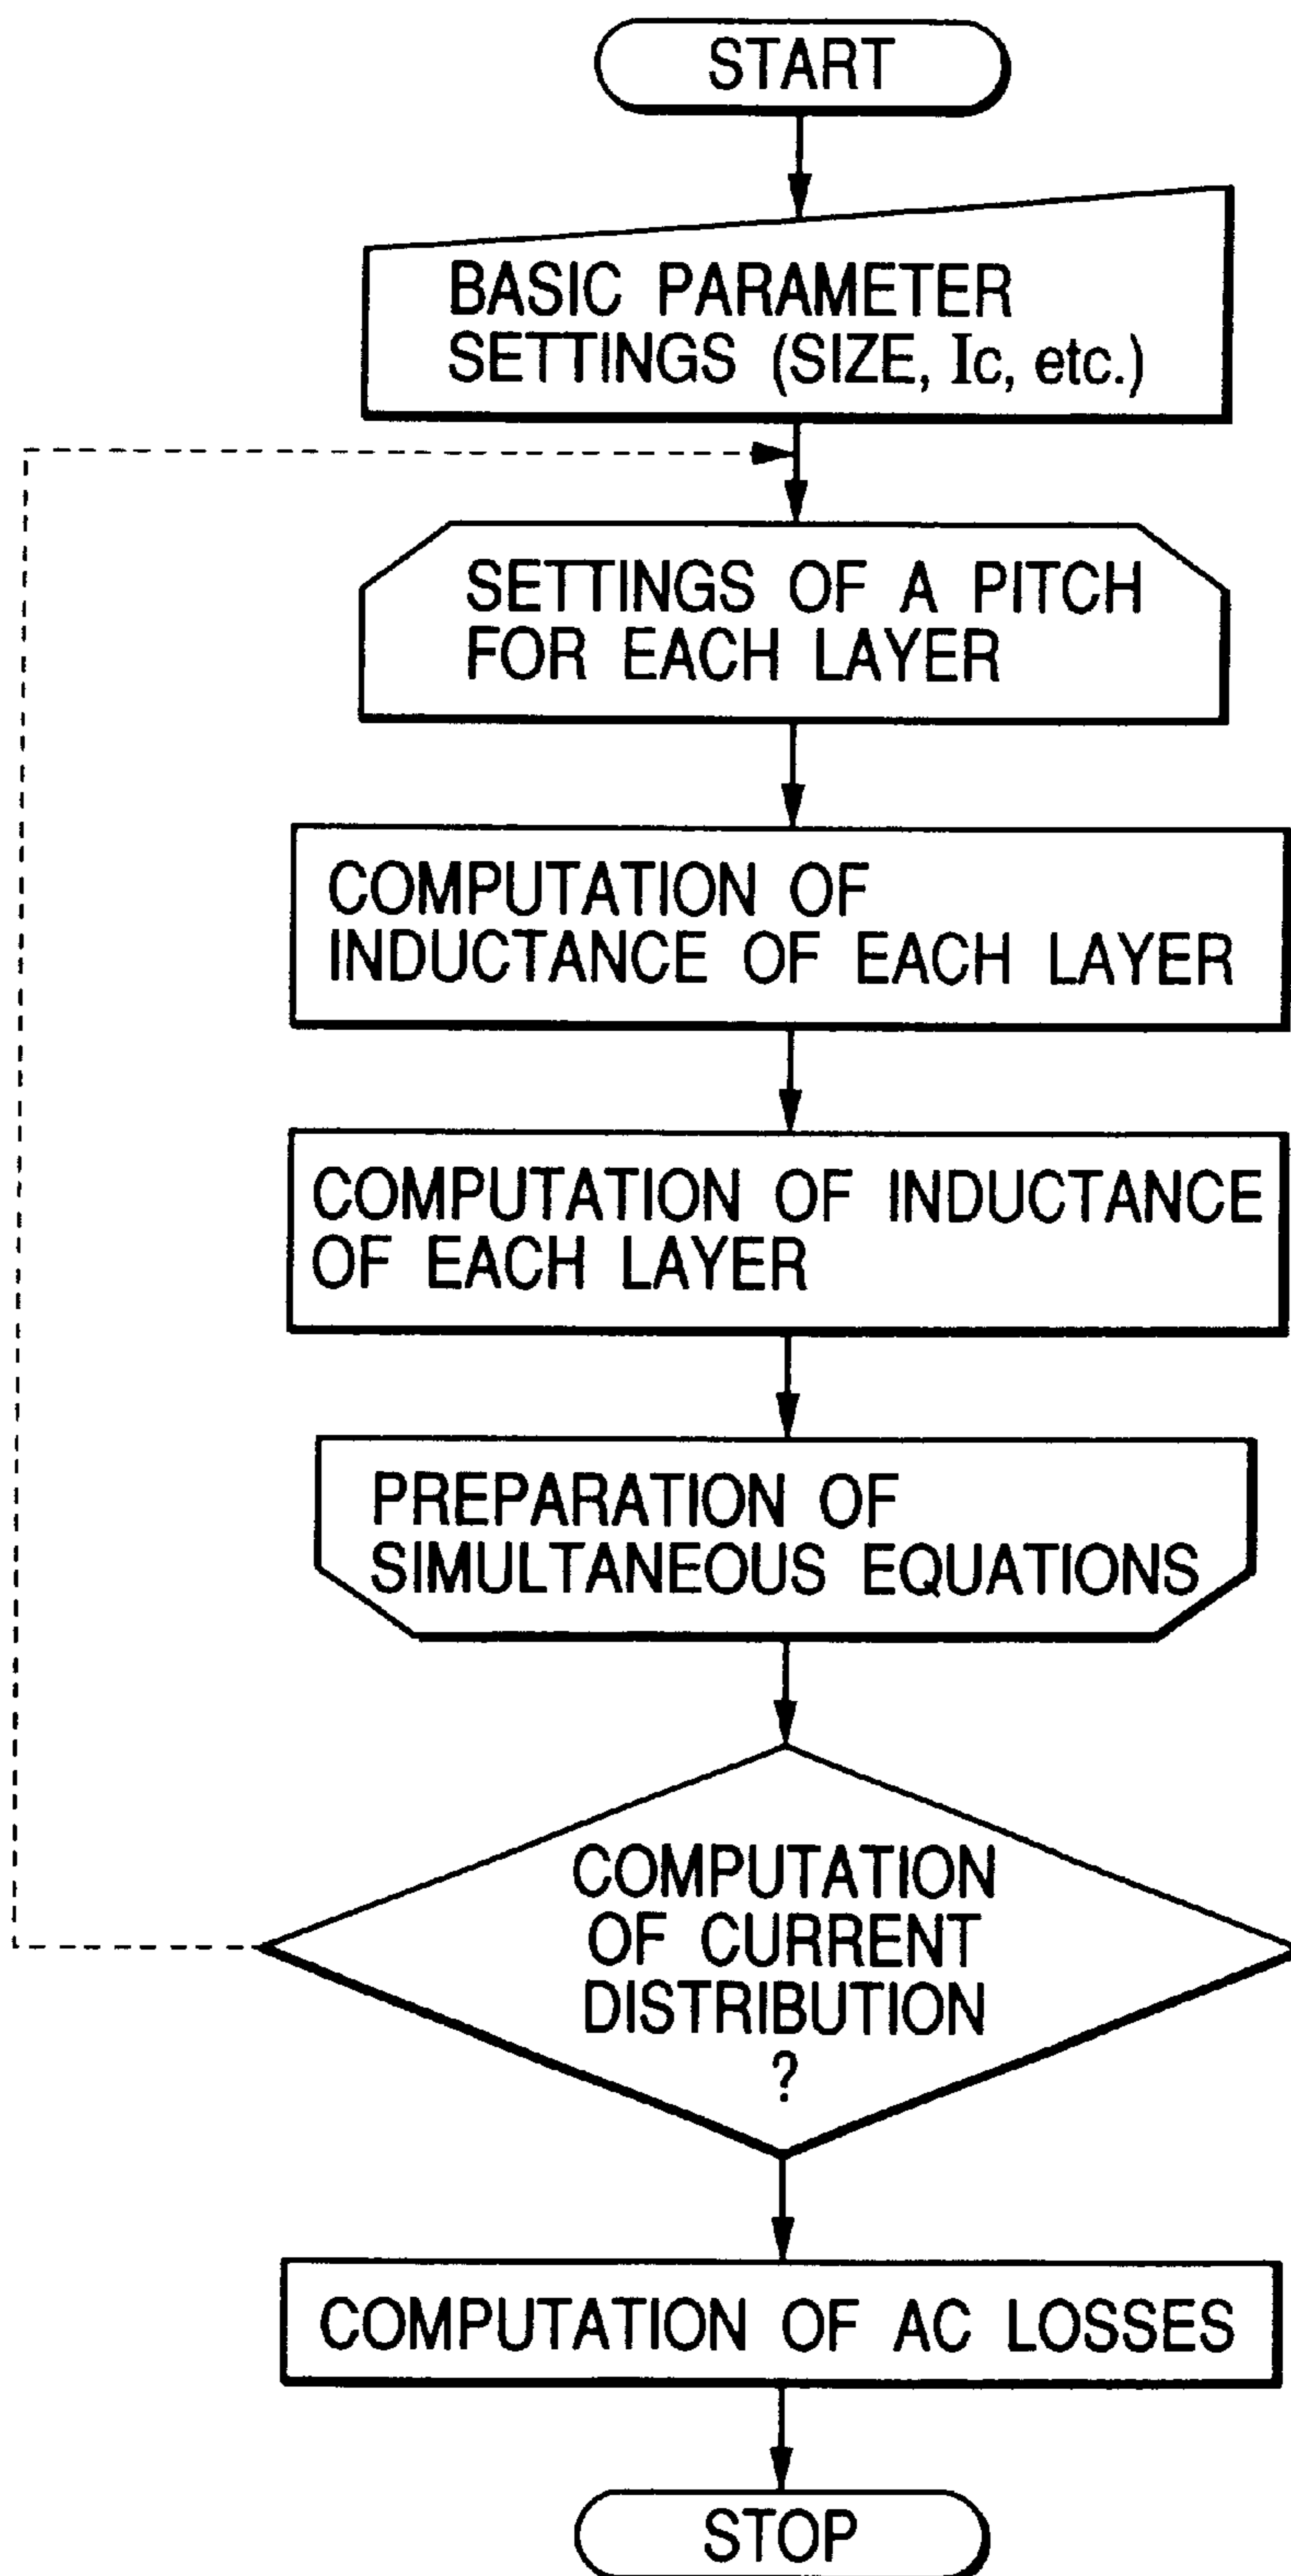 START
BASIC PARAMETER
SETTINGS (SIZE, Ic, etc.)
SETTINGS OF A PITCH
FOR EACH LAYER
COMPUTATION OF
INDUCTANCE OF EACH LAYER
COMPUTATION OF INDUCTANCE
OF EACH LAYER
PREPARATION OF
SIMULTANEOUS EQUATIONS
COMPUTATION
OF CURRENT
DISTRIBUTION
?
COMPUTATION OF AC LOSSES
STOP